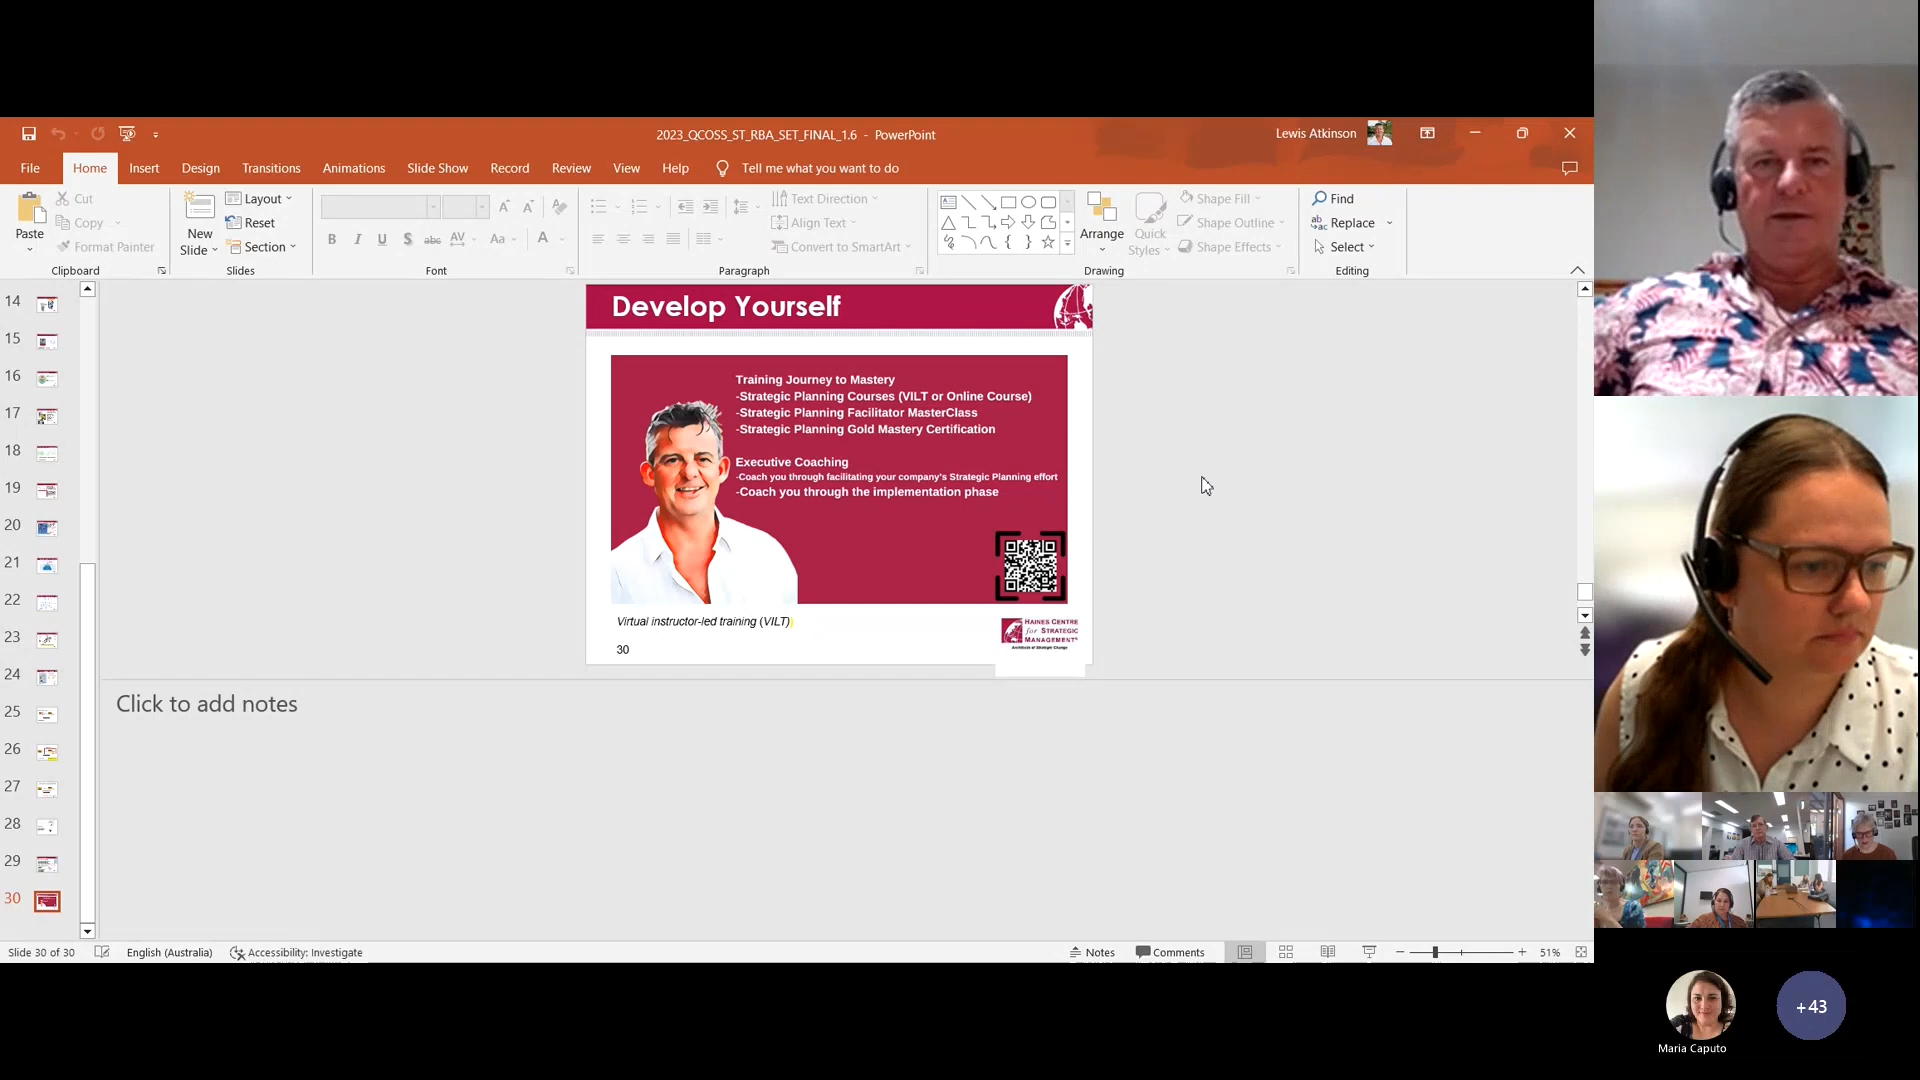 2023_QCOSS_ST_RBA_SET_FINAL_1.6 - PowerPoint
Lewis Atkinson
File
Home
Insert
Design
Transitions
Animations
Slide Show
Record
Review
View
Help
Tell me what you want to do
Paste
Cut
Copy
Format Painter
Clipboard
New
Slide
Layout
Reset
Section
Slides
B I U S abc AV Aa A
Font
Text Direction
Align Text
Convert to SmartArt
Paragraph
Arrange
Quick
Styles
Shape Fill
Shape Outline
Shape Effects
Drawing
Find
Replace
Select
Editing
14
15
16
17
18
19
20
21
22
23
24
25
26
27
28
29
30
Develop Yourself
Training Journey to Mastery
-Strategic Planning Courses (VILT or Online Course)
-Strategic Planning Facilitator MasterClass
-Strategic Planning Gold Mastery Certification
Executive Coaching
-Coach you through facilitating your company's Strategic Planning effort
-Coach you through the implementation phase
Virtual instructor-led training (VILT)
30
HAINES CENTRE
for STRATEGIC
MANAGEMENT®
Architects of Strategic Change
Click to add notes
Slide 30 of 30
English (Australia)
Accessibility: Investigate
Notes
Comments
51%
Maria Caputo
+43